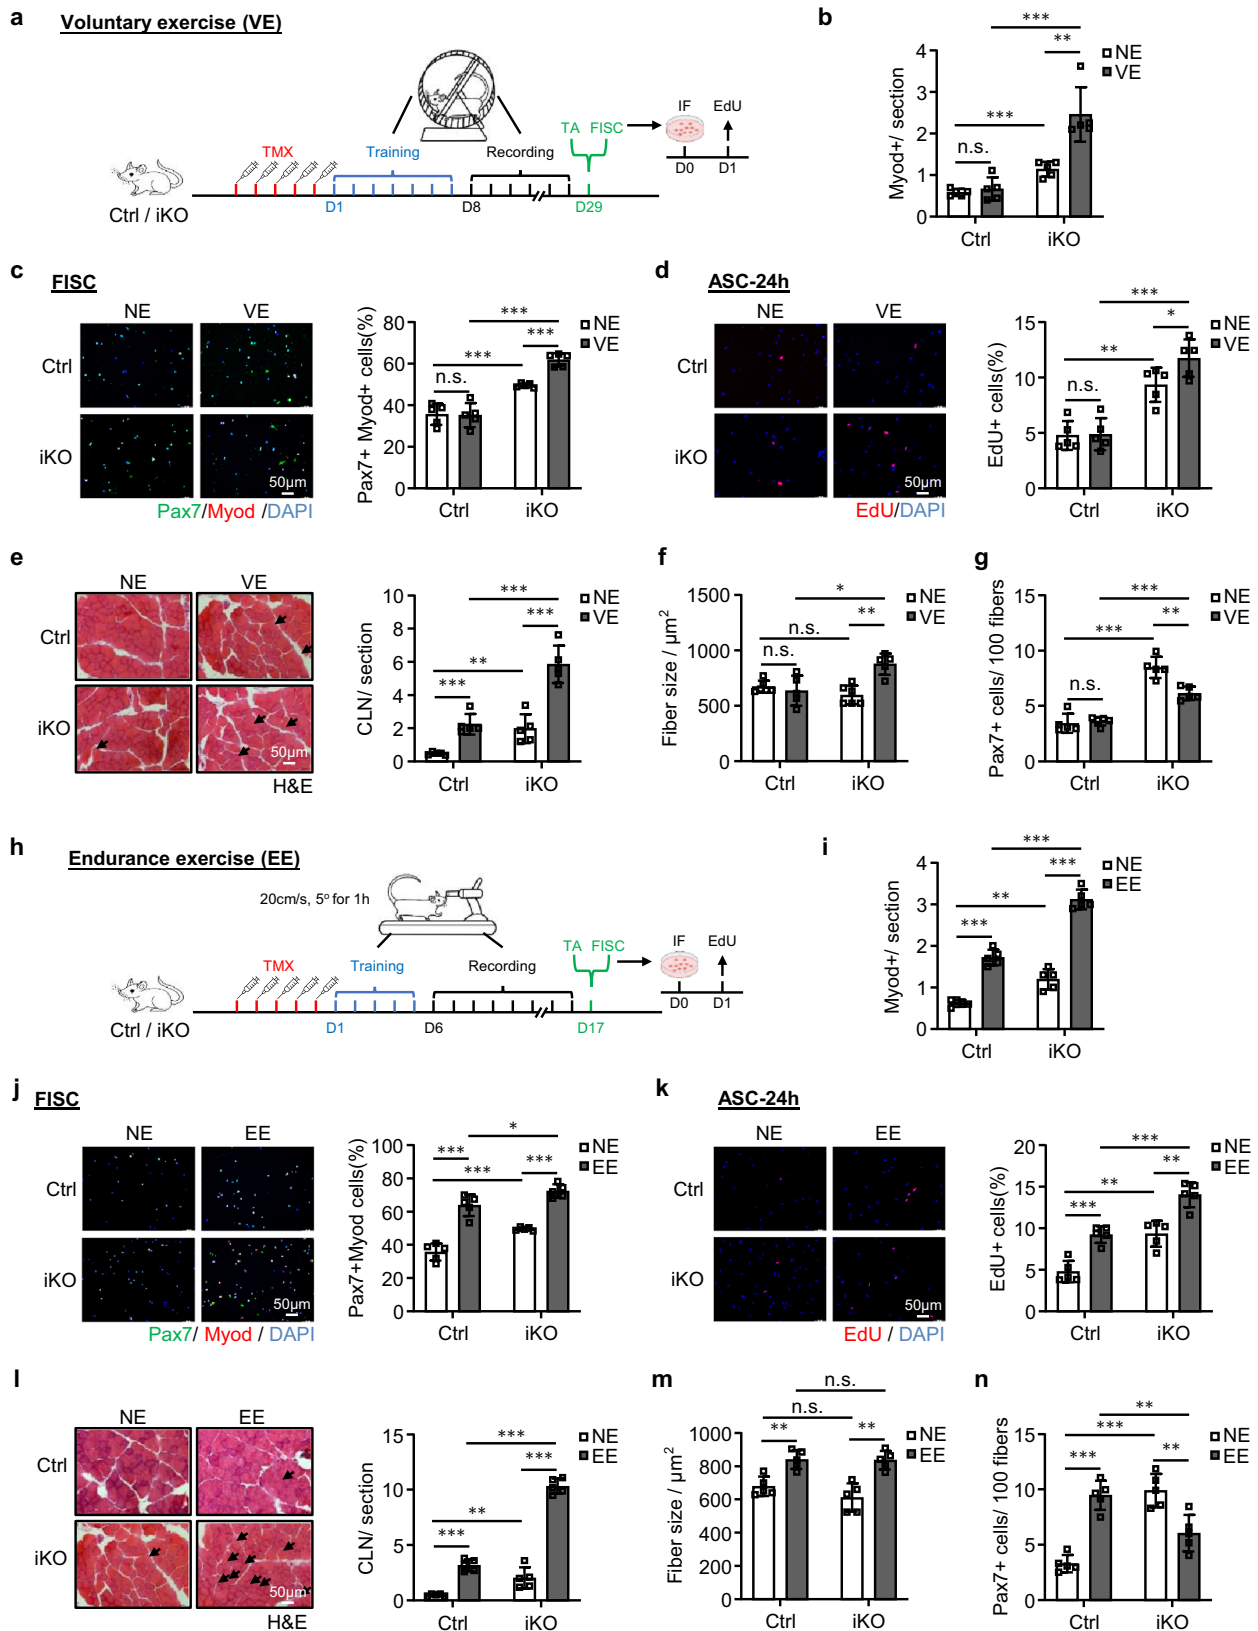 a
Voluntary exercise (VE)
TMX
Training
Recording
TA FISC
IF
EdU
D0
D1
D1
D8
D29
Ctrl / iKO
b
Myod+/ section
4
3
2
1
0
n.s.
***
**
***
NE
VE
Ctrl
iKO
c
FISC
NE
VE
Ctrl
iKO
50µm
Pax7/Myod /DAPI
Pax7+ Myod+ cells(%)
80
60
40
20
0
n.s.
***
***
***
NE
VE
Ctrl
iKO
d
ASC-24h
NE
VE
Ctrl
iKO
50µm
EdU/DAPI
EdU+ cells(%)
15
10
5
0
n.s.
**
*
***
NE
VE
Ctrl
iKO
e
NE
VE
Ctrl
iKO
50µm
H&E
CLN/ section
10
8
6
4
2
0
***
**
***
***
NE
VE
Ctrl
iKO
f
Fiber size / µm²
1500
1000
500
0
n.s.
n.s.
**
*
NE
VE
Ctrl
iKO
g
Pax7+ cells/ 100 fibers
15
10
5
0
n.s.
***
**
***
NE
VE
Ctrl
iKO
h
Endurance exercise (EE)
20cm/s, 5º for 1h
TMX
Training
Recording
TA FISC
IF
EdU
D0
D1
D1
D6
D17
Ctrl / iKO
i
Myod+/ section
4
3
2
1
0
***
**
***
***
NE
EE
Ctrl
iKO
j
FISC
NE
EE
Ctrl
iKO
50µm
Pax7/ Myod / DAPI
Pax7+Myod cells(%)
100
80
60
40
20
0
***
***
***
*
NE
EE
Ctrl
iKO
k
ASC-24h
NE
EE
Ctrl
iKO
50µm
EdU / DAPI
EdU+ cells(%)
20
15
10
5
0
***
**
**
***
NE
EE
Ctrl
iKO
l
NE
EE
Ctrl
iKO
50µm
H&E
CLN/ section
15
10
5
0
***
**
***
***
NE
EE
Ctrl
iKO
m
Fiber size / µm²
1000
800
600
400
200
0
**
n.s.
**
n.s.
NE
EE
Ctrl
iKO
n
Pax7+ cells/ 100 fibers
15
10
5
0
***
***
**
**
NE
EE
Ctrl
iKO